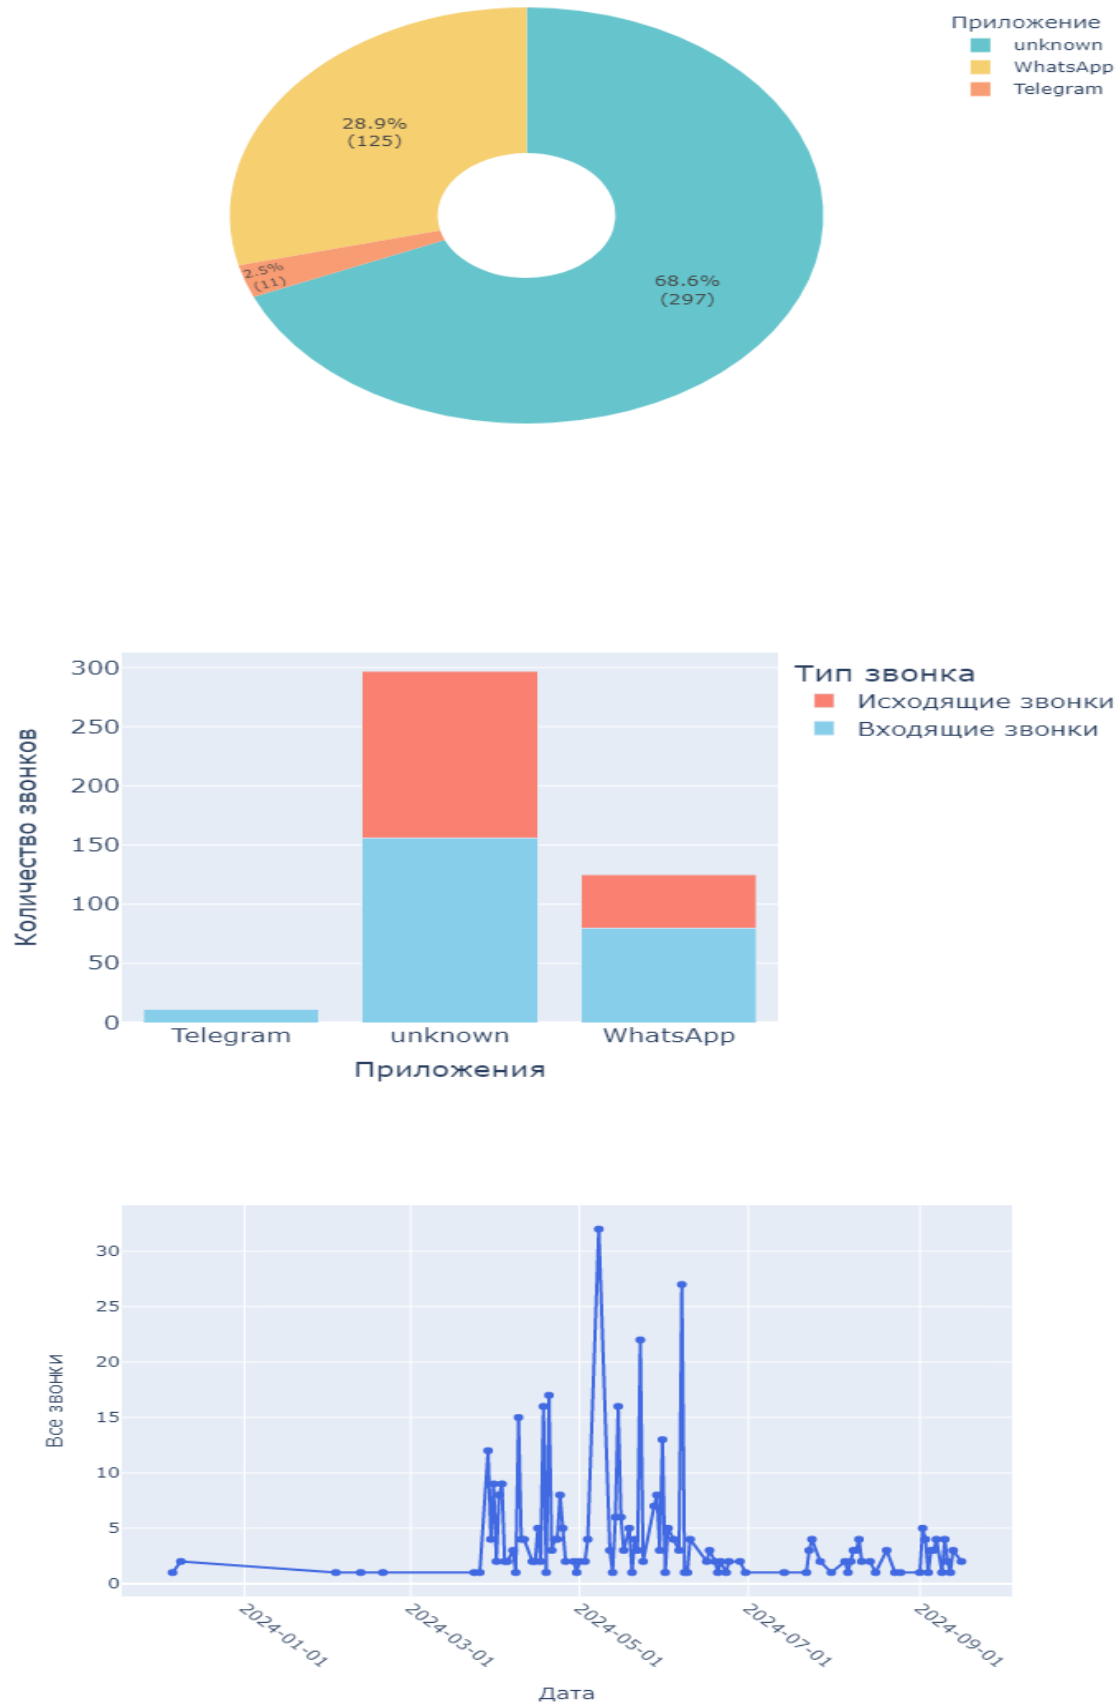 Приложение
unknown
WhatsApp
Telegram
28.9%
(125)
2.5%
(11)
68.6%
(297)
Количество звонков
300
250
200
150
100
50
0
Telegram
unknown
WhatsApp
Приложения
Тип звонка
Исходящие звонки
Входящие звонки
Все звонки
30
25
20
15
10
5
0
2024-01-01
2024-03-01
2024-05-01
2024-07-01
2024-09-01
Дата